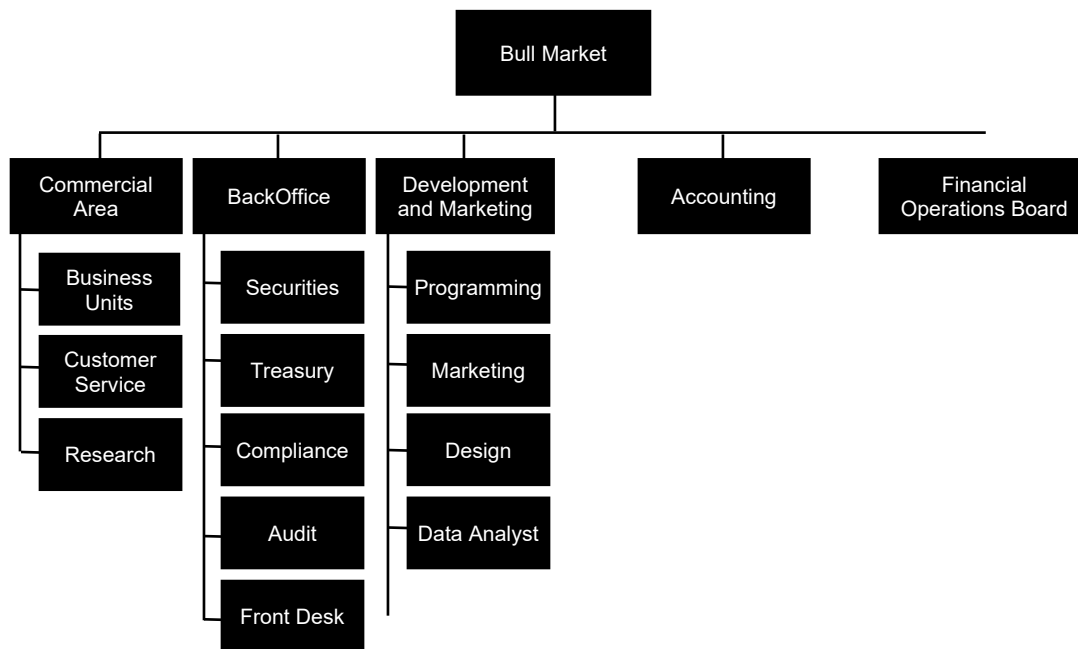 Bull Market
Commercial
Area
BackOffice
Development
and Marketing
Accounting
Financial
Operations Board
Business
Units
Customer
Service
Research
Securities
Treasury
Compliance
Audit
Front Desk
Programming
Marketing
Design
Data Analyst